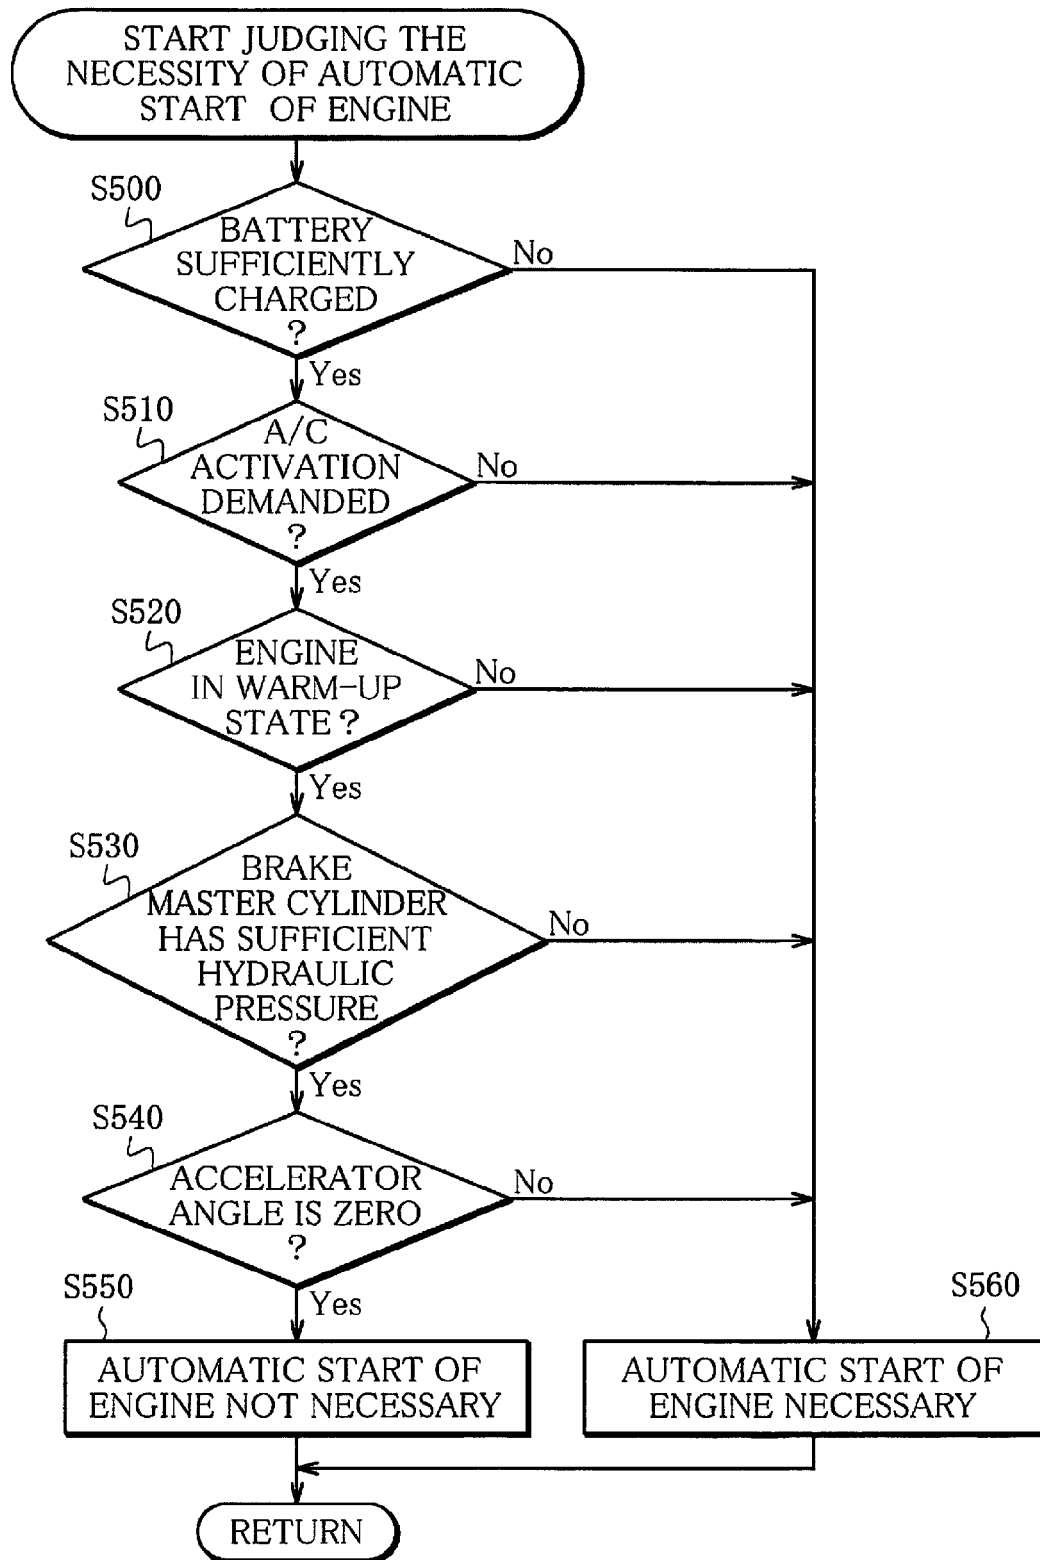 START JUDGING THE
NECESSITY OF AUTOMATIC
START OF ENGINE
S500
BATTERY
SUFFICIENTLY
CHARGED
?
No
Yes
S510
A/C
ACTIVATION
DEMANDED
?
No
Yes
S520
ENGINE
IN WARM-UP
STATE?
No
Yes
S530
BRAKE
MASTER CYLINDER
HAS SUFFICIENT
HYDRAULIC
PRESSURE
?
No
Yes
S540
ACCELERATOR
ANGLE IS ZERO
?
No
Yes
S550
AUTOMATIC START OF
ENGINE NOT NECESSARY
S560
AUTOMATIC START OF
ENGINE NECESSARY
RETURN